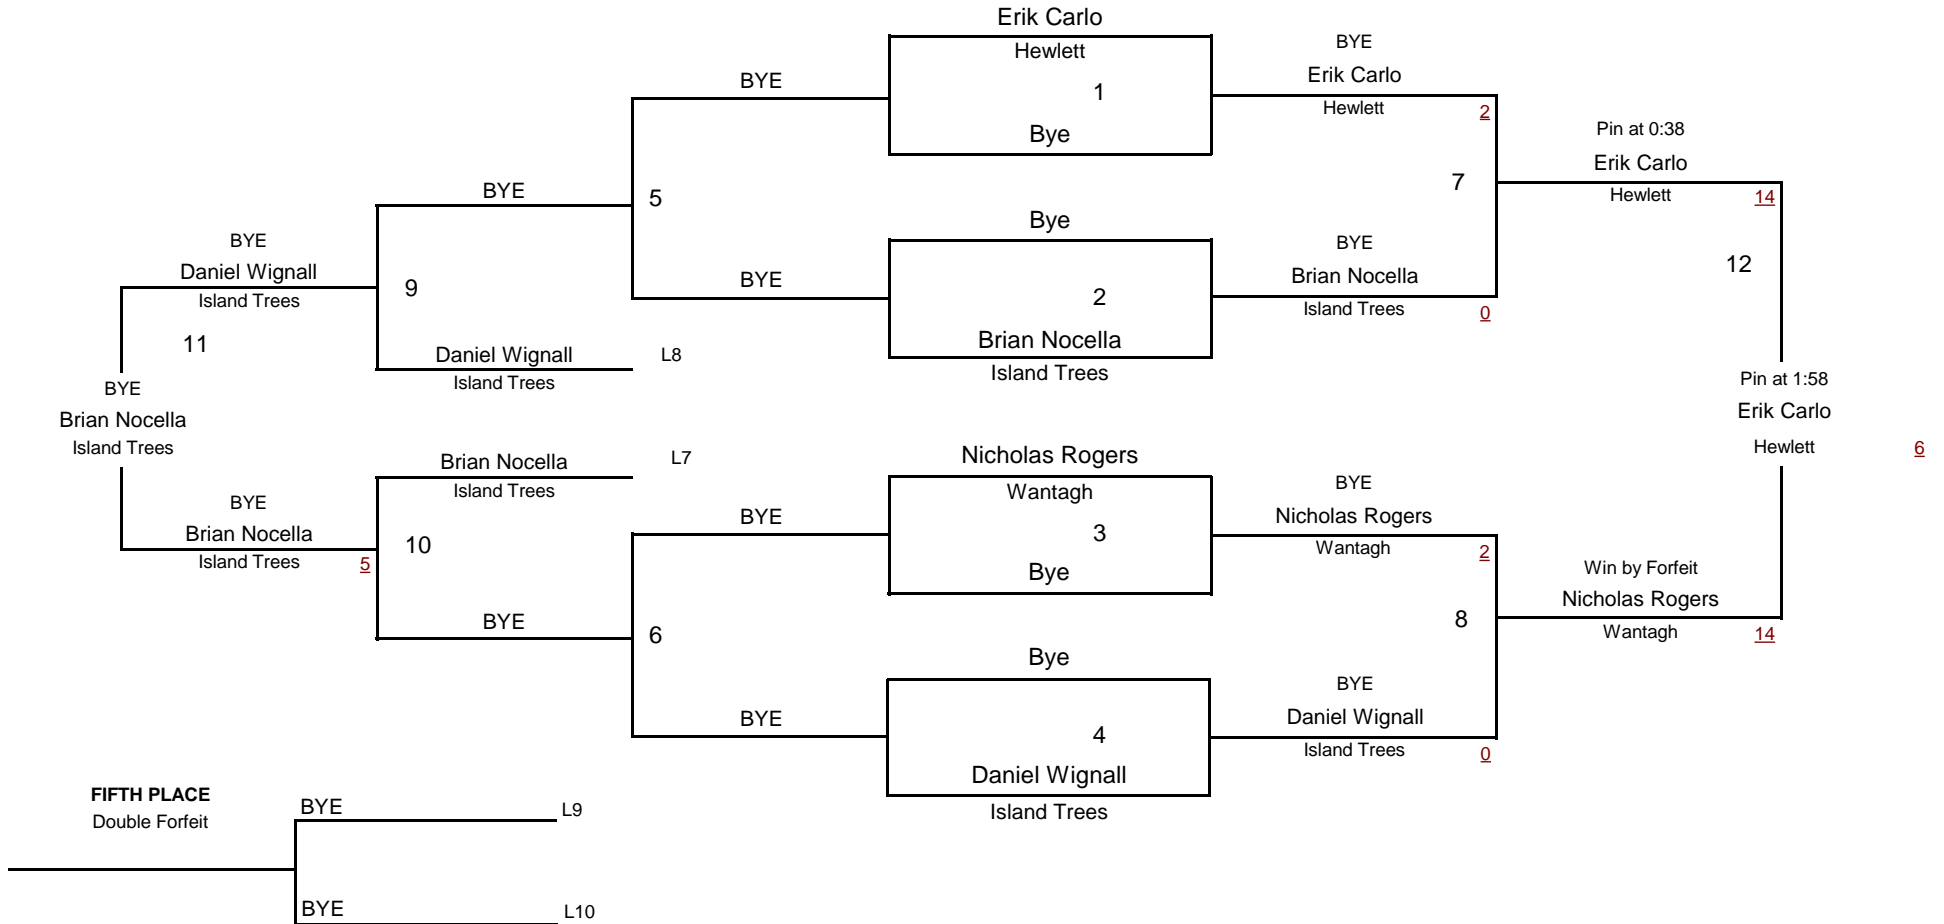 Erik Carlo
Hewlett
1
Bye
BYE
Erik Carlo
Hewlett
2
BYE
Pin at 0:38
Erik Carlo
Hewlett
14
7
5
BYE
Bye
2
Brian Nocella
Island Trees
BYE
Brian Nocella
Island Trees
0
BYE
12
BYE
Daniel Wignall
Island Trees
9
11
Daniel Wignall
Island Trees
L8
BYE
Brian Nocella
Island Trees
Pin at 1:58
Erik Carlo
Hewlett
6
Brian Nocella
Island Trees
L7
Nicholas Rogers
Wantagh
3
Bye
BYE
Nicholas Rogers
Wantagh
2
BYE
BYE
Brian Nocella
Island Trees
5
10
Win by Forfeit
Nicholas Rogers
Wantagh
14
8
BYE
6
Bye
4
Daniel Wignall
Island Trees
BYE
Daniel Wignall
Island Trees
0
BYE
FIFTH PLACE
Double Forfeit
BYE
L9
BYE
L10